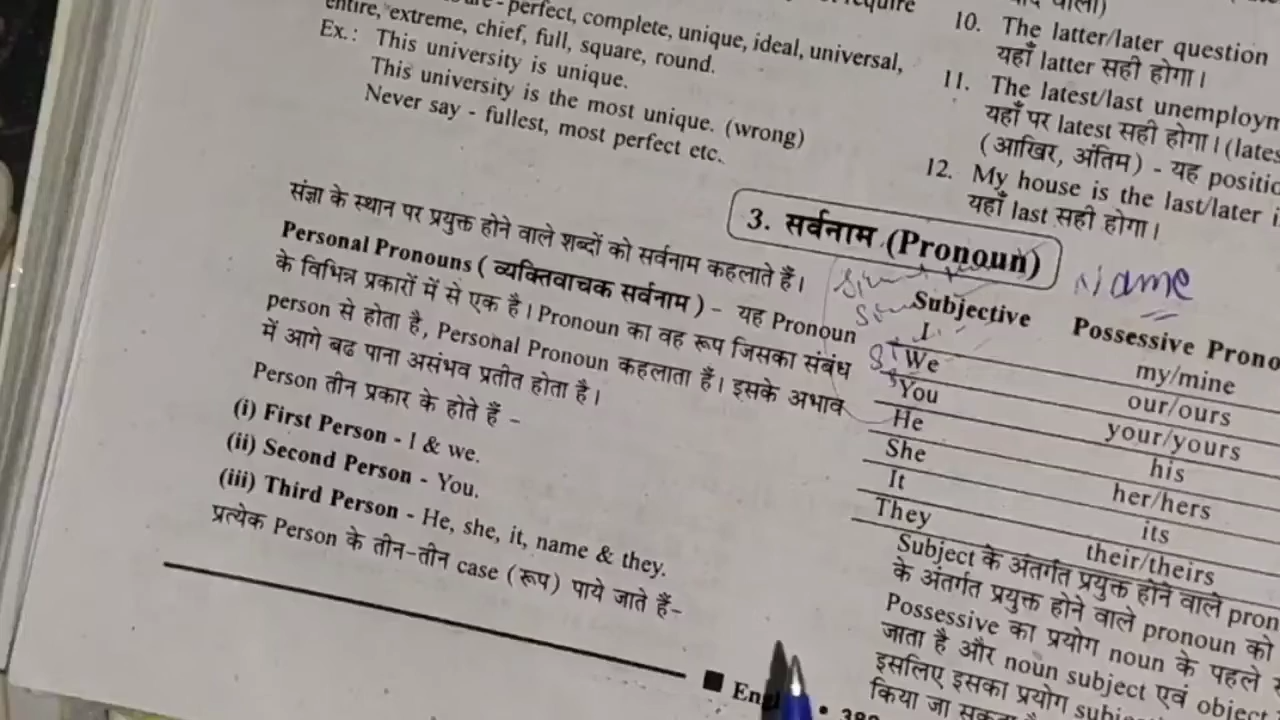 perfect, complete, unique, ideal, universal,
entire, extreme, chief, full, square, round.
Ex.: This university is unique.
This university is the most unique. (wrong)
Never say - fullest, most perfect etc.
10. The latter/later question
यहाँ latter सही होगा।
11. The latest/last
यहाँ पर latest सही होगा।
(आखिर, अंतिम) - यह
12. My house is the last/later
यहाँ last सही होगा।
3. सर्वनाम (Pronoun)
संज्ञा के स्थान पर प्रयुक्त होने वाले शब्दों को सर्वनाम कहलाते हैं।
Personal Pronouns ( व्यक्तिवाचक सर्वनाम ) - यह Pronoun
के विभिन्न प्रकारों में से एक है। Pronoun का वह रूप जिसका संबंध
person से होता है, Personal Pronoun कहलाता है। इसके अभाव
में आगे बढ पाना असंभव प्रतीत होता है।
Person तीन प्रकार के होते हैं -
(i) First Person - I & we.
(ii) Second Person - You.
(iii) Third Person - He, she, it, name & they.
प्रत्येक Person के तीन-तीन case (रूप) पाये जाते हैं-
Name
Subjective Possessive
I my/mine
We our/ours
You your/yours
He his
She her/hers
It its
They their/theirs
Subject के अंतर्गत प्रयुक्त होने वाले
के अंतर्गत प्रयुक्त होने वाले pronoun को
Possessive का प्रयोग noun के पहले
जाता है और noun subject एवं object
इसलिए इसका प्रयोग
किया जा सकता